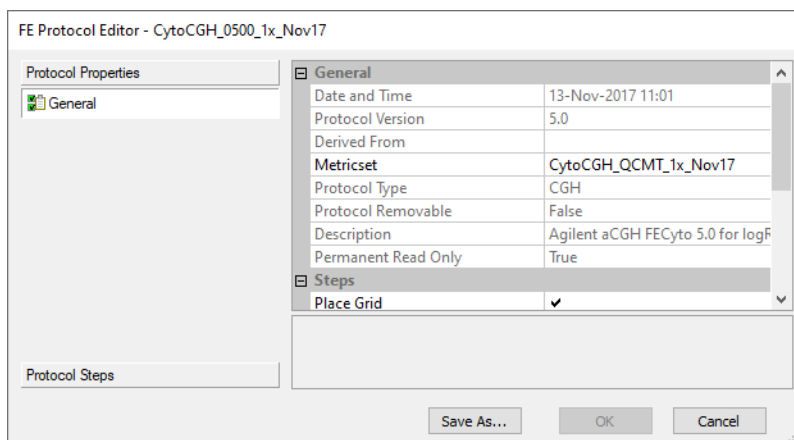 FE Protocol Editor - CytoCGH_0500_1x_Nov17
Protocol Properties
General
General
Date and Time 13-Nov-2017 11:01
Protocol Version 5.0
Derived From
Metricset CytoCGH_QCMT_1x_Nov17
Protocol Type CGH
Protocol Removable False
Description Agilent aCGH FECyto 5.0 for logR
Permanent Read Only True
Steps
Place Grid
Protocol Steps
Save As... OK Cancel